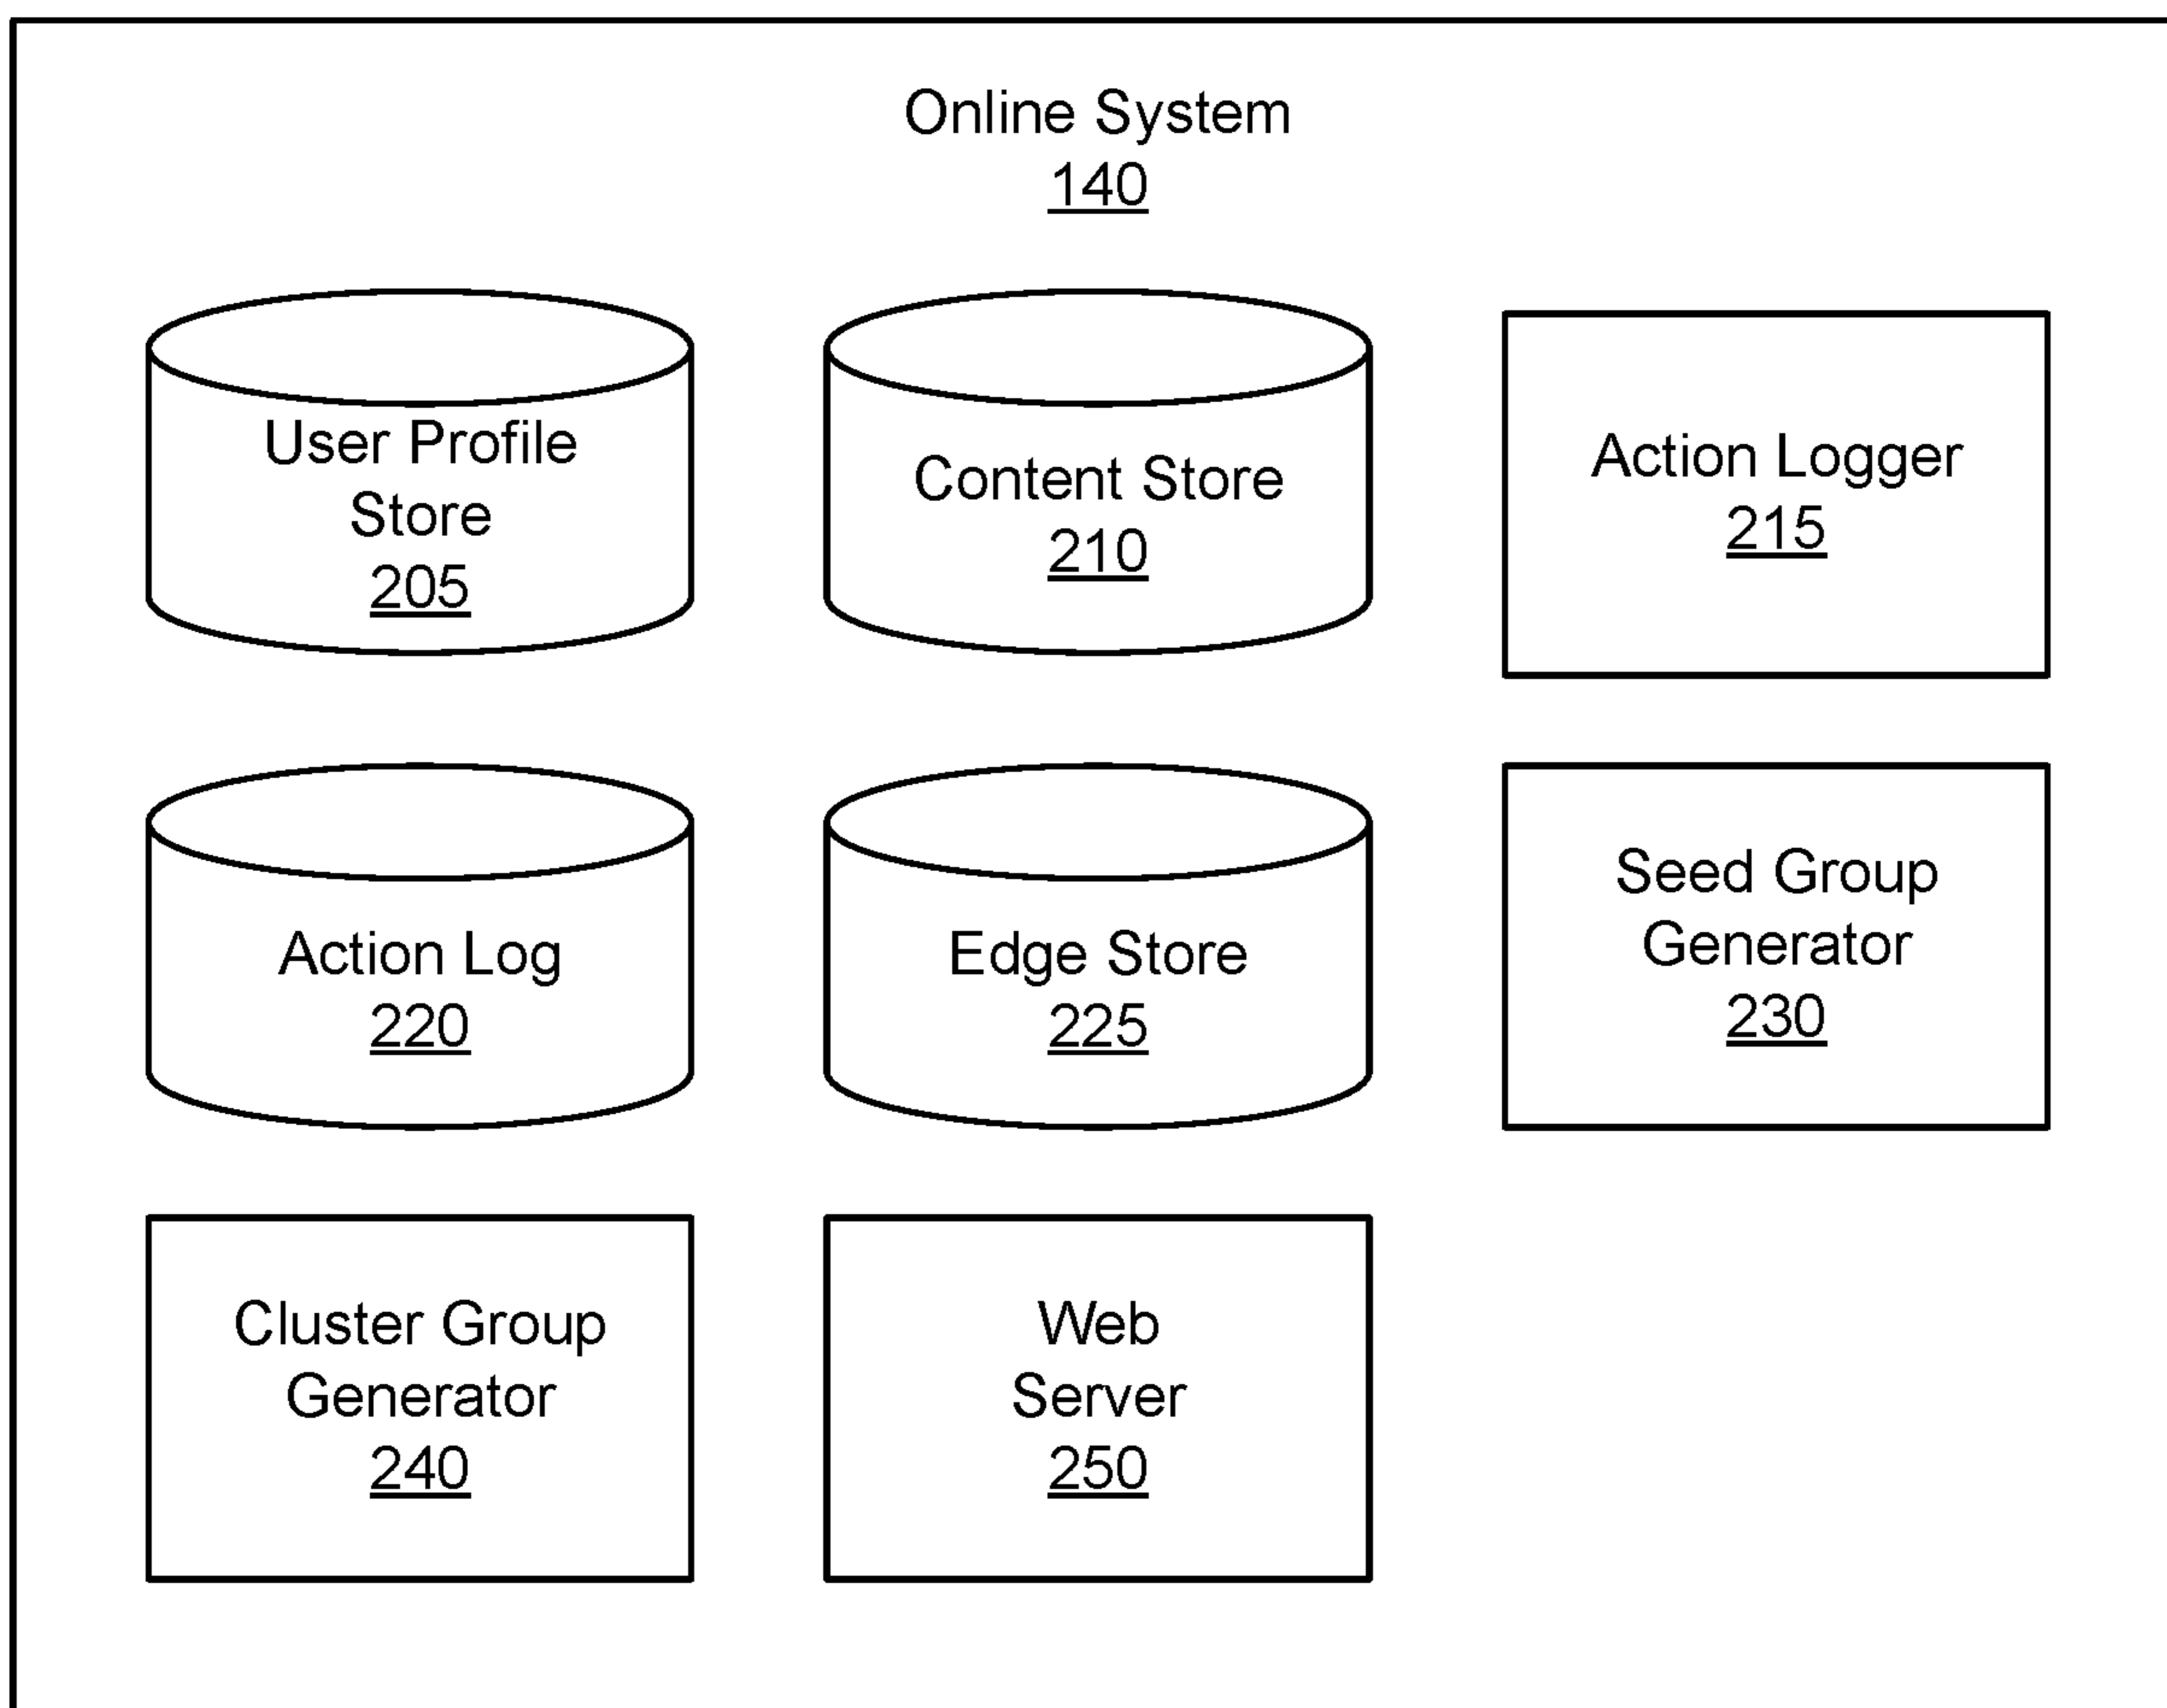 Online System
140
User Profile
Store
205
Content Store
210
Action Logger
215
Action Log
220
Edge Store
225
Seed Group
Generator
230
Cluster Group
Generator
240
Web
Server
250